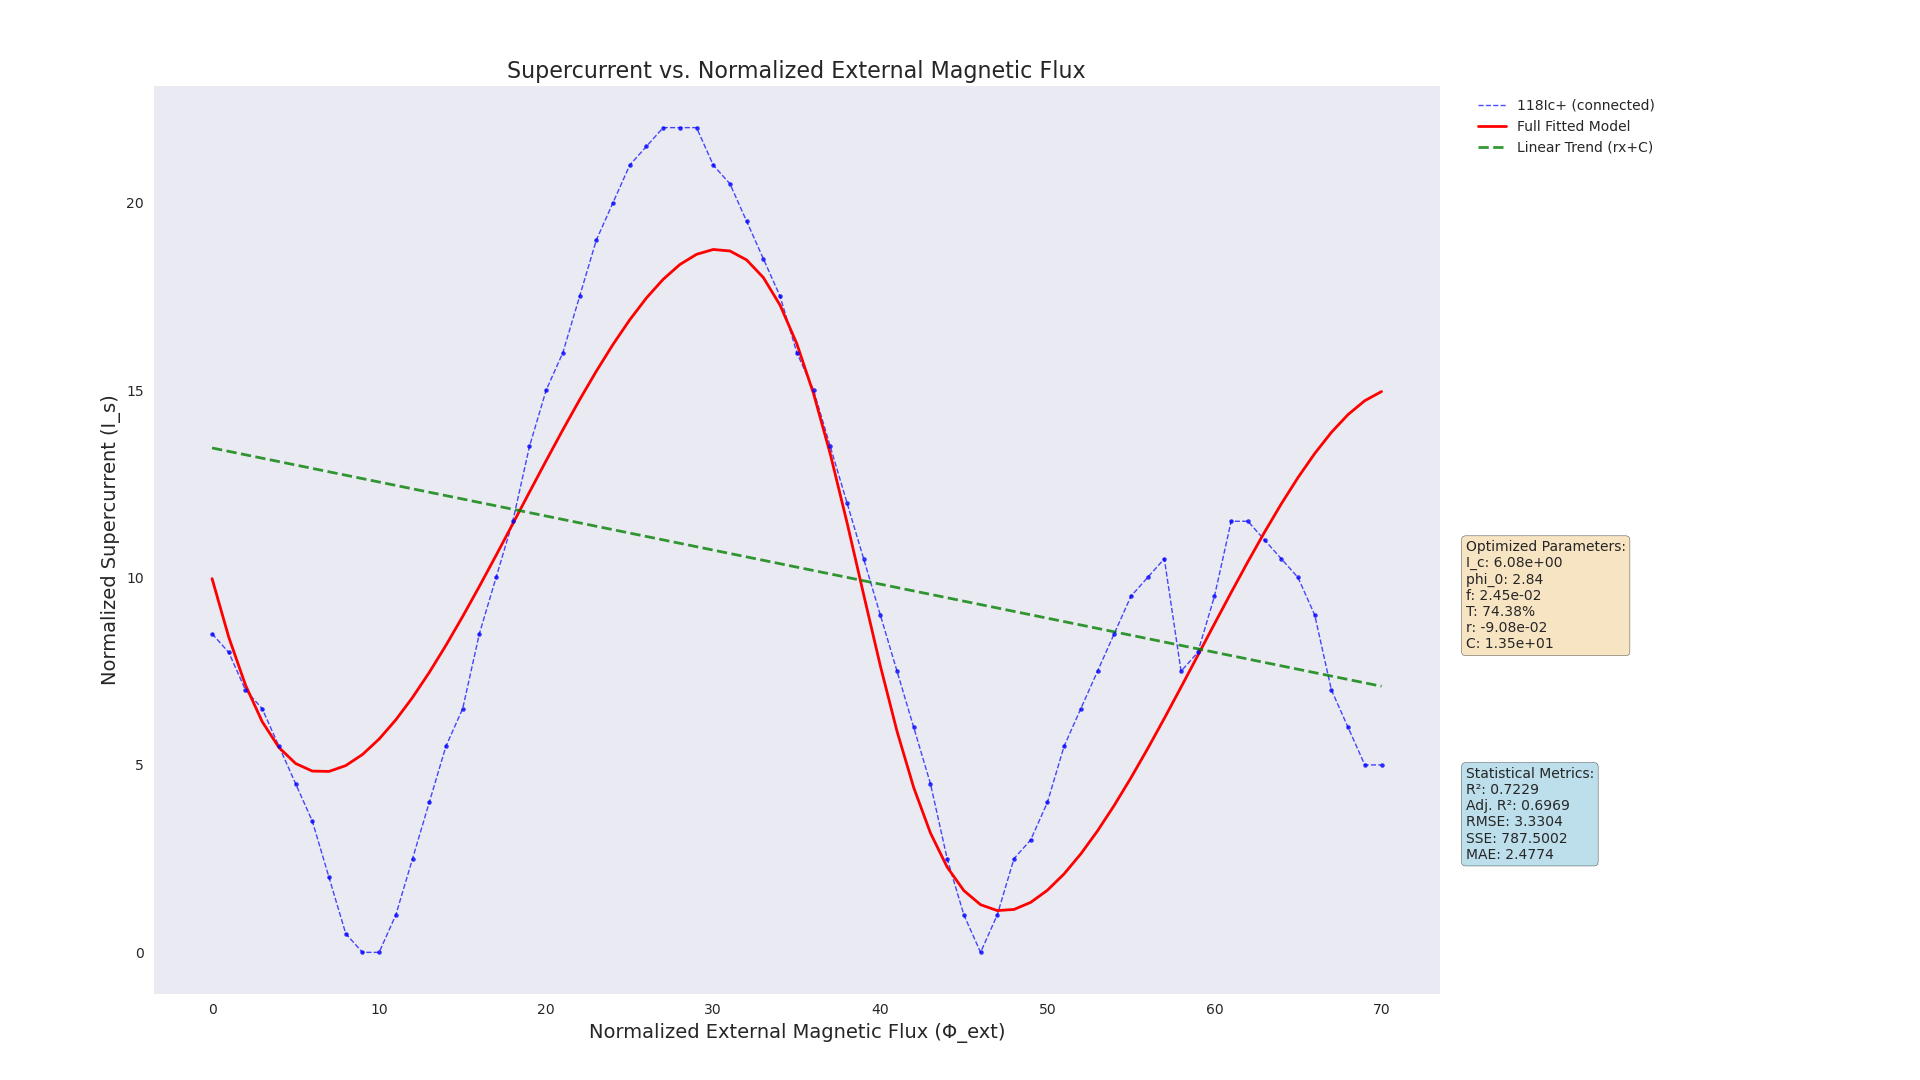 Supercurrent vs. Normalized External Magnetic Flux
118Ic+ (connected)
Full Fitted Model
Linear Trend (rx+C)
Normalized Supercurrent (I_s)
20
15
10
5
0
0 10 20 30 40 50 60 70
Normalized External Magnetic Flux (Φ_ext)
Optimized Parameters:
I_c: 6.08e+00
phi_0: 2.84
f: 2.45e-02
T: 74.38%
r: -9.08e-02
C: 1.35e+01
Statistical Metrics:
R²: 0.7229
Adj. R²: 0.6969
RMSE: 3.3304
SSE: 787.5002
MAE: 2.4774